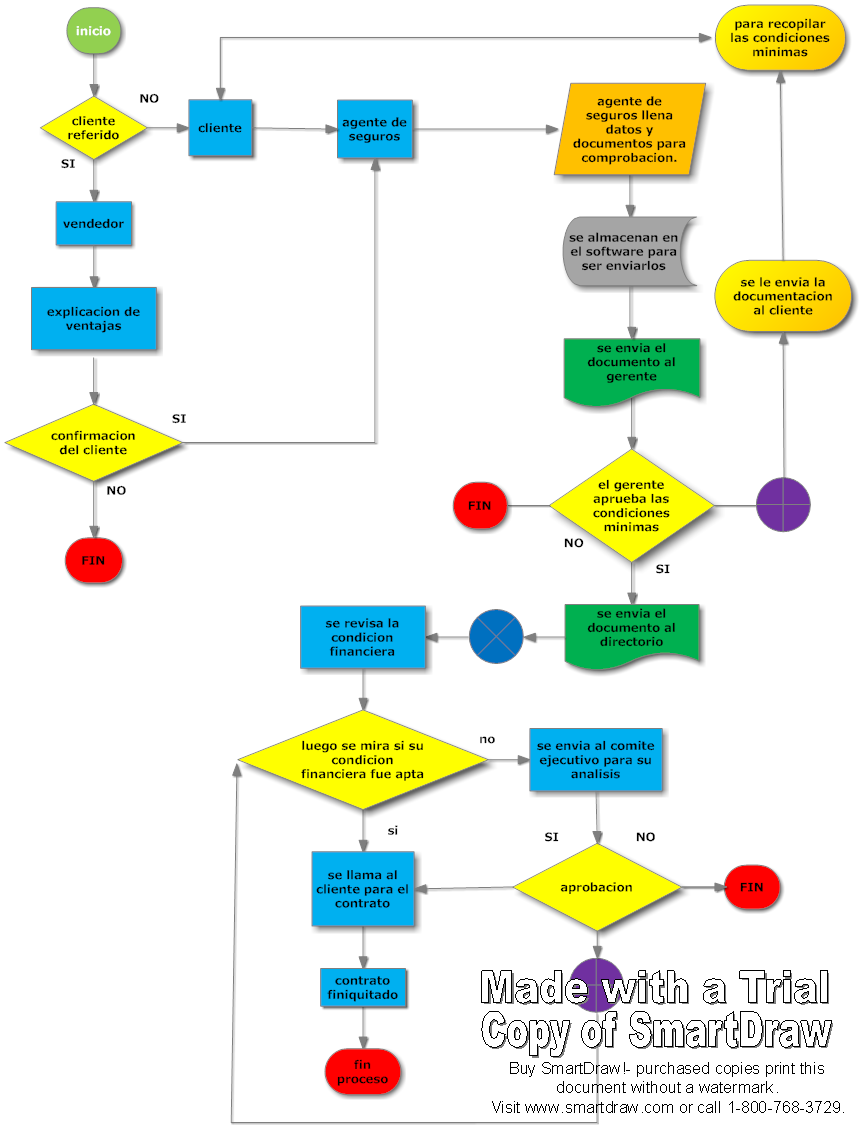 inicio
para recopilar
las condiciones
minimas
NO
cliente
referido
cliente
agente de
seguros
agente de
seguros llena
datos y
documentos para
comprobacion.
SI
vendedor
se almacenan en
el software para
ser enviarlos
se le envia la
documentacion
al cliente
explicacion de
ventajas
se envia el
documento al
gerente
SI
confirmacion
del cliente
NO
el gerente
aprueba las
condiciones
minimas
FIN
NO
SI
FIN
se envia el
documento al
directorio
se revisa la
condicion
financiera
luego se mira si su
condicion
financiera fue apta
no
se envia al comite
ejecutivo para su
analisis
si
SI
NO
se llama al
cliente para el
contrato
aprobacion
FIN
contrato
finiquitado
fin
proceso
Made with a Trial
Copy of SmartDraw
Buy SmartDraw!- purchased copies print this
document without a watermark.
Visit www.smartdraw.com or call 1-800-768-3729.